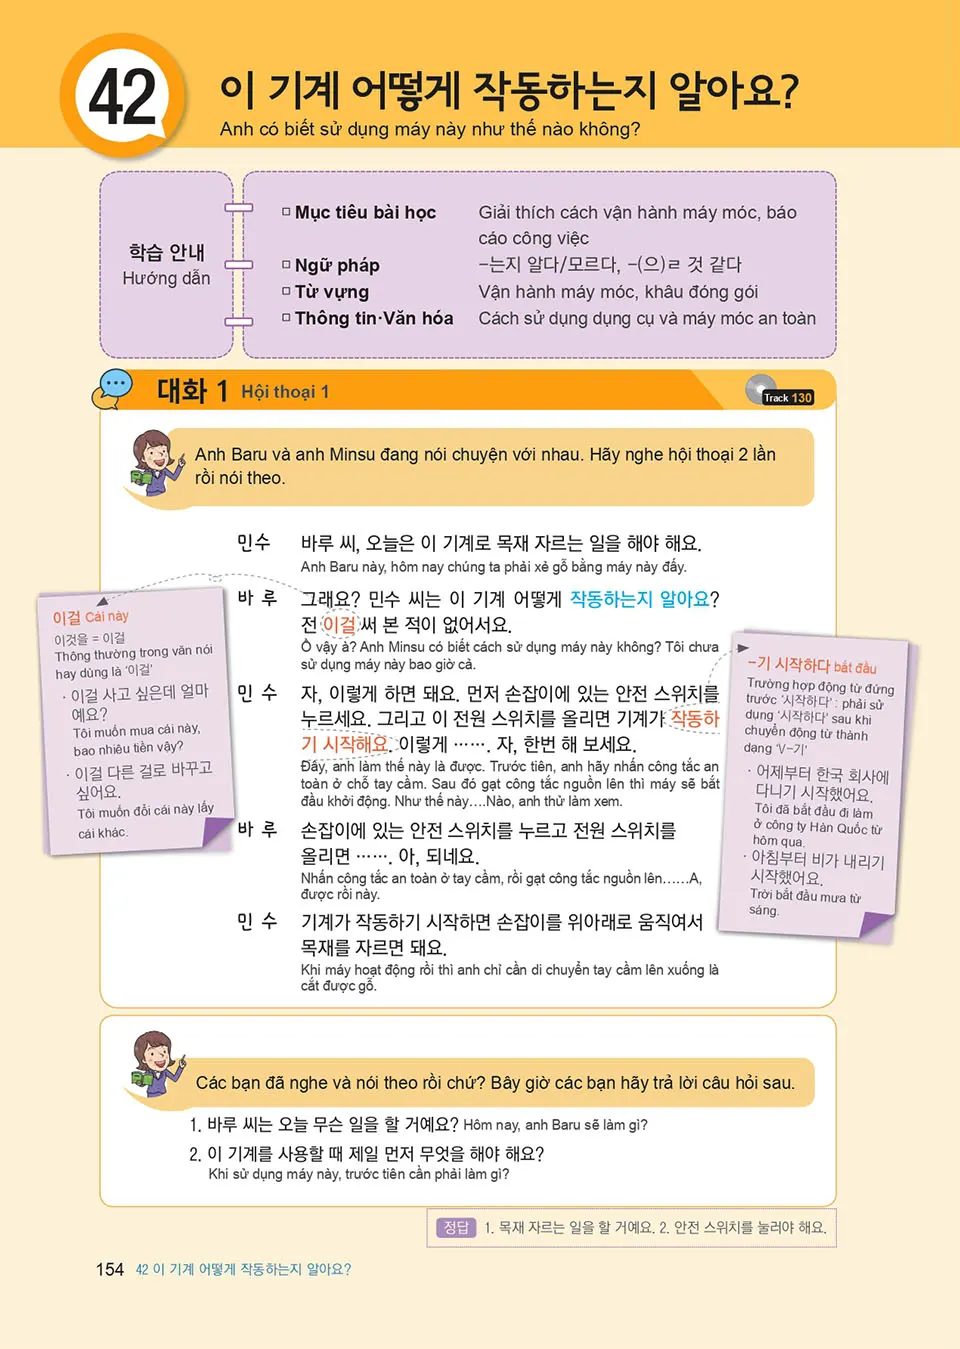 42
이 기계 어떻게 작동하는지 알아요?
Anh có biết sử dụng máy này như thế nào không?
학습 안내
Hướng dẫn
□ Mục tiêu bài học Giải thích cách vận hành máy móc, báo
cáo công việc
□ Ngữ pháp -는지 알다/모르다, -(으)ㄹ 것 같다
□ Từ vựng Vận hành máy móc, khâu đóng gói
□ Thông tin·Văn hóa Cách sử dụng dụng cụ và máy móc an toàn
대화 1 Hội thoại 1
Track 130
Anh Baru và anh Minsu đang nói chuyện với nhau. Hãy nghe hội thoại 2 lần
rồi nói theo.
민수 바루 씨, 오늘은 이 기계로 목재 자르는 일을 해야 해요.
Anh Baru này, hôm nay chúng ta phải xẻ gỗ bằng máy này đấy.
바루 그래요? 민수 씨는 이 기계 어떻게 작동하는지 알아요?
전 이걸 써 본 적이 없어서요.
Ồ vậy à? Anh Minsu có biết cách sử dụng máy này không? Tôi chưa
sử dụng máy này bao giờ cả.
민수 자, 이렇게 하면 돼요. 먼저 손잡이에 있는 안전 스위치를
누르세요. 그리고 이 전원 스위치를 올리면 기계가 작동하
기 시작해요. 이렇게 ……. 자, 한번 해 보세요.
Đây, anh làm thế này là được. Trước tiên, anh hãy nhấn công tắc an
toàn ở chỗ tay cầm. Sau đó gạt công tắc nguồn lên thì máy sẽ bắt
đầu khởi động. Như thế này….Nào, anh thử làm xem.
바루 손잡이에 있는 안전 스위치를 누르고 전원 스위치를
올리면 ……. 아, 되네요.
Nhấn công tắc an toàn ở tay cầm, rồi gạt công tắc nguồn lên……A,
được rồi này.
민수 기계가 작동하기 시작하면 손잡이를 위아래로 움직여서
목재를 자르면 돼요.
Khi máy hoạt động rồi thì anh chỉ cần di chuyển tay cầm lên xuống là
cắt được gỗ.
이걸 Cái này
이것을 = 이걸
Thông thường trong văn nói
hay dùng là '이걸'
· 이걸 사고 싶은데 얼마
예요?
Tôi muốn mua cái này,
bao nhiêu tiền vậy?
· 이걸 다른 걸로 바꾸고
싶어요.
Tôi muốn đổi cái này lấy
cái khác.
-기 시작하다 bắt đầu
Trường hợp động từ đứng
trước '시작하다' : phải sử
dụng '시작하다' sau khi
chuyển động từ thành
dạng 'V-기'
· 어제부터 한국 회사에
다니기 시작했어요.
Tôi đã bắt đầu đi làm
ở công ty Hàn Quốc từ
hôm qua.
· 아침부터 비가 내리기
시작했어요.
Trời bắt đầu mưa từ
sáng.
Các bạn đã nghe và nói theo rồi chứ? Bây giờ các bạn hãy trả lời câu hỏi sau.
1. 바루 씨는 오늘 무슨 일을 할 거예요? Hôm nay, anh Baru sẽ làm gì?
2. 이 기계를 사용할 때 제일 먼저 무엇을 해야 해요?
Khi sử dụng máy này, trước tiên cần phải làm gì?
정답 1. 목재 자르는 일을 할 거예요. 2. 안전 스위치를 눌러야 해요.
154 42 이 기계 어떻게 작동하는지 알아요?